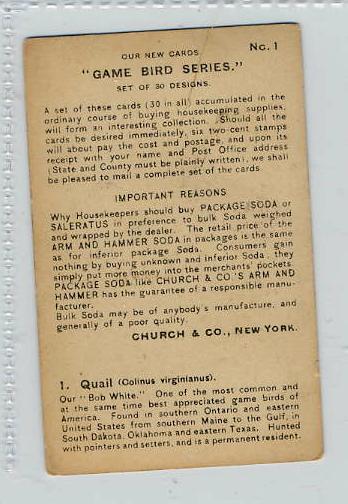 OUR NEW CARDS No. 1
"GAME BIRD SERIES."
SET OF 30 DESIGNS.
A set of these cards (30 in all) accumulated in the
ordinary course of buying housekeeping supplies,
will form an interesting collection. Should all the
cards be desired immediately, six two-cent stamps
will about pay the cost and postage, and upon its
receipt with your name and Post Office address
(State and County must be plainly written), we shall
be pleased to mail a complete set of the cards
IMPORTANT REASONS
Why Housekeepers should buy PACKAGE SODA or
SALERATUS in preference to bulk Soda weighed
and wrapped by the dealer. The retail price of the
ARM AND HAMMER SODA in packages is the same
as for inferior package Soda. Consumers gain
nothing by buying unknown and inferior Soda; they
simply put more money into the merchants' pockets.
PACKAGE SODA like CHURCH & CO.'S ARM AND
HAMMER has the guarantee of a responsible manu-
facturer.
Bulk Soda may be of anybody's manufacture, and
generally of a poor quality.
CHURCH & CO., NEW YORK.
1. Quail (Colinus virginianus).
Our "Bob White." One of the most common and
at the same time best appreciated game birds of
America. Found in southern Ontario and eastern
United States from southern Maine to the Gulf, in
South Dakota, Oklahoma and eastern Texas. Hunted
with pointers and setters, and is a permanent resident.